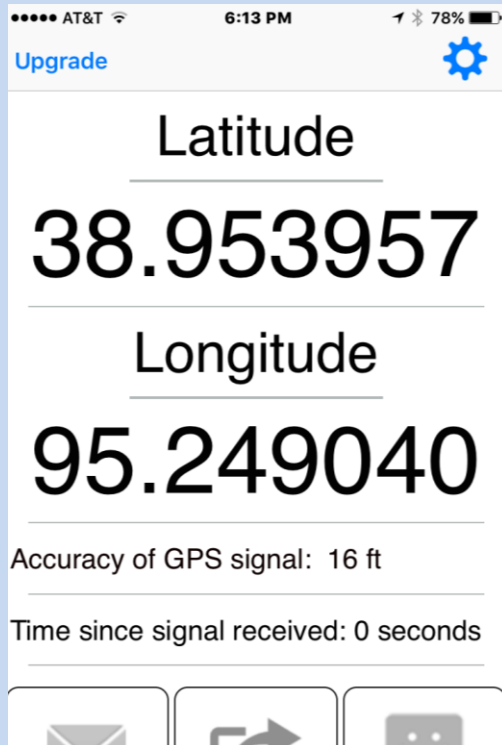 AT&T 6:13 PM 78%
Upgrade
Latitude
38.953957
Longitude
95.249040
Accuracy of GPS signal: 16 ft
Time since signal received: 0 seconds